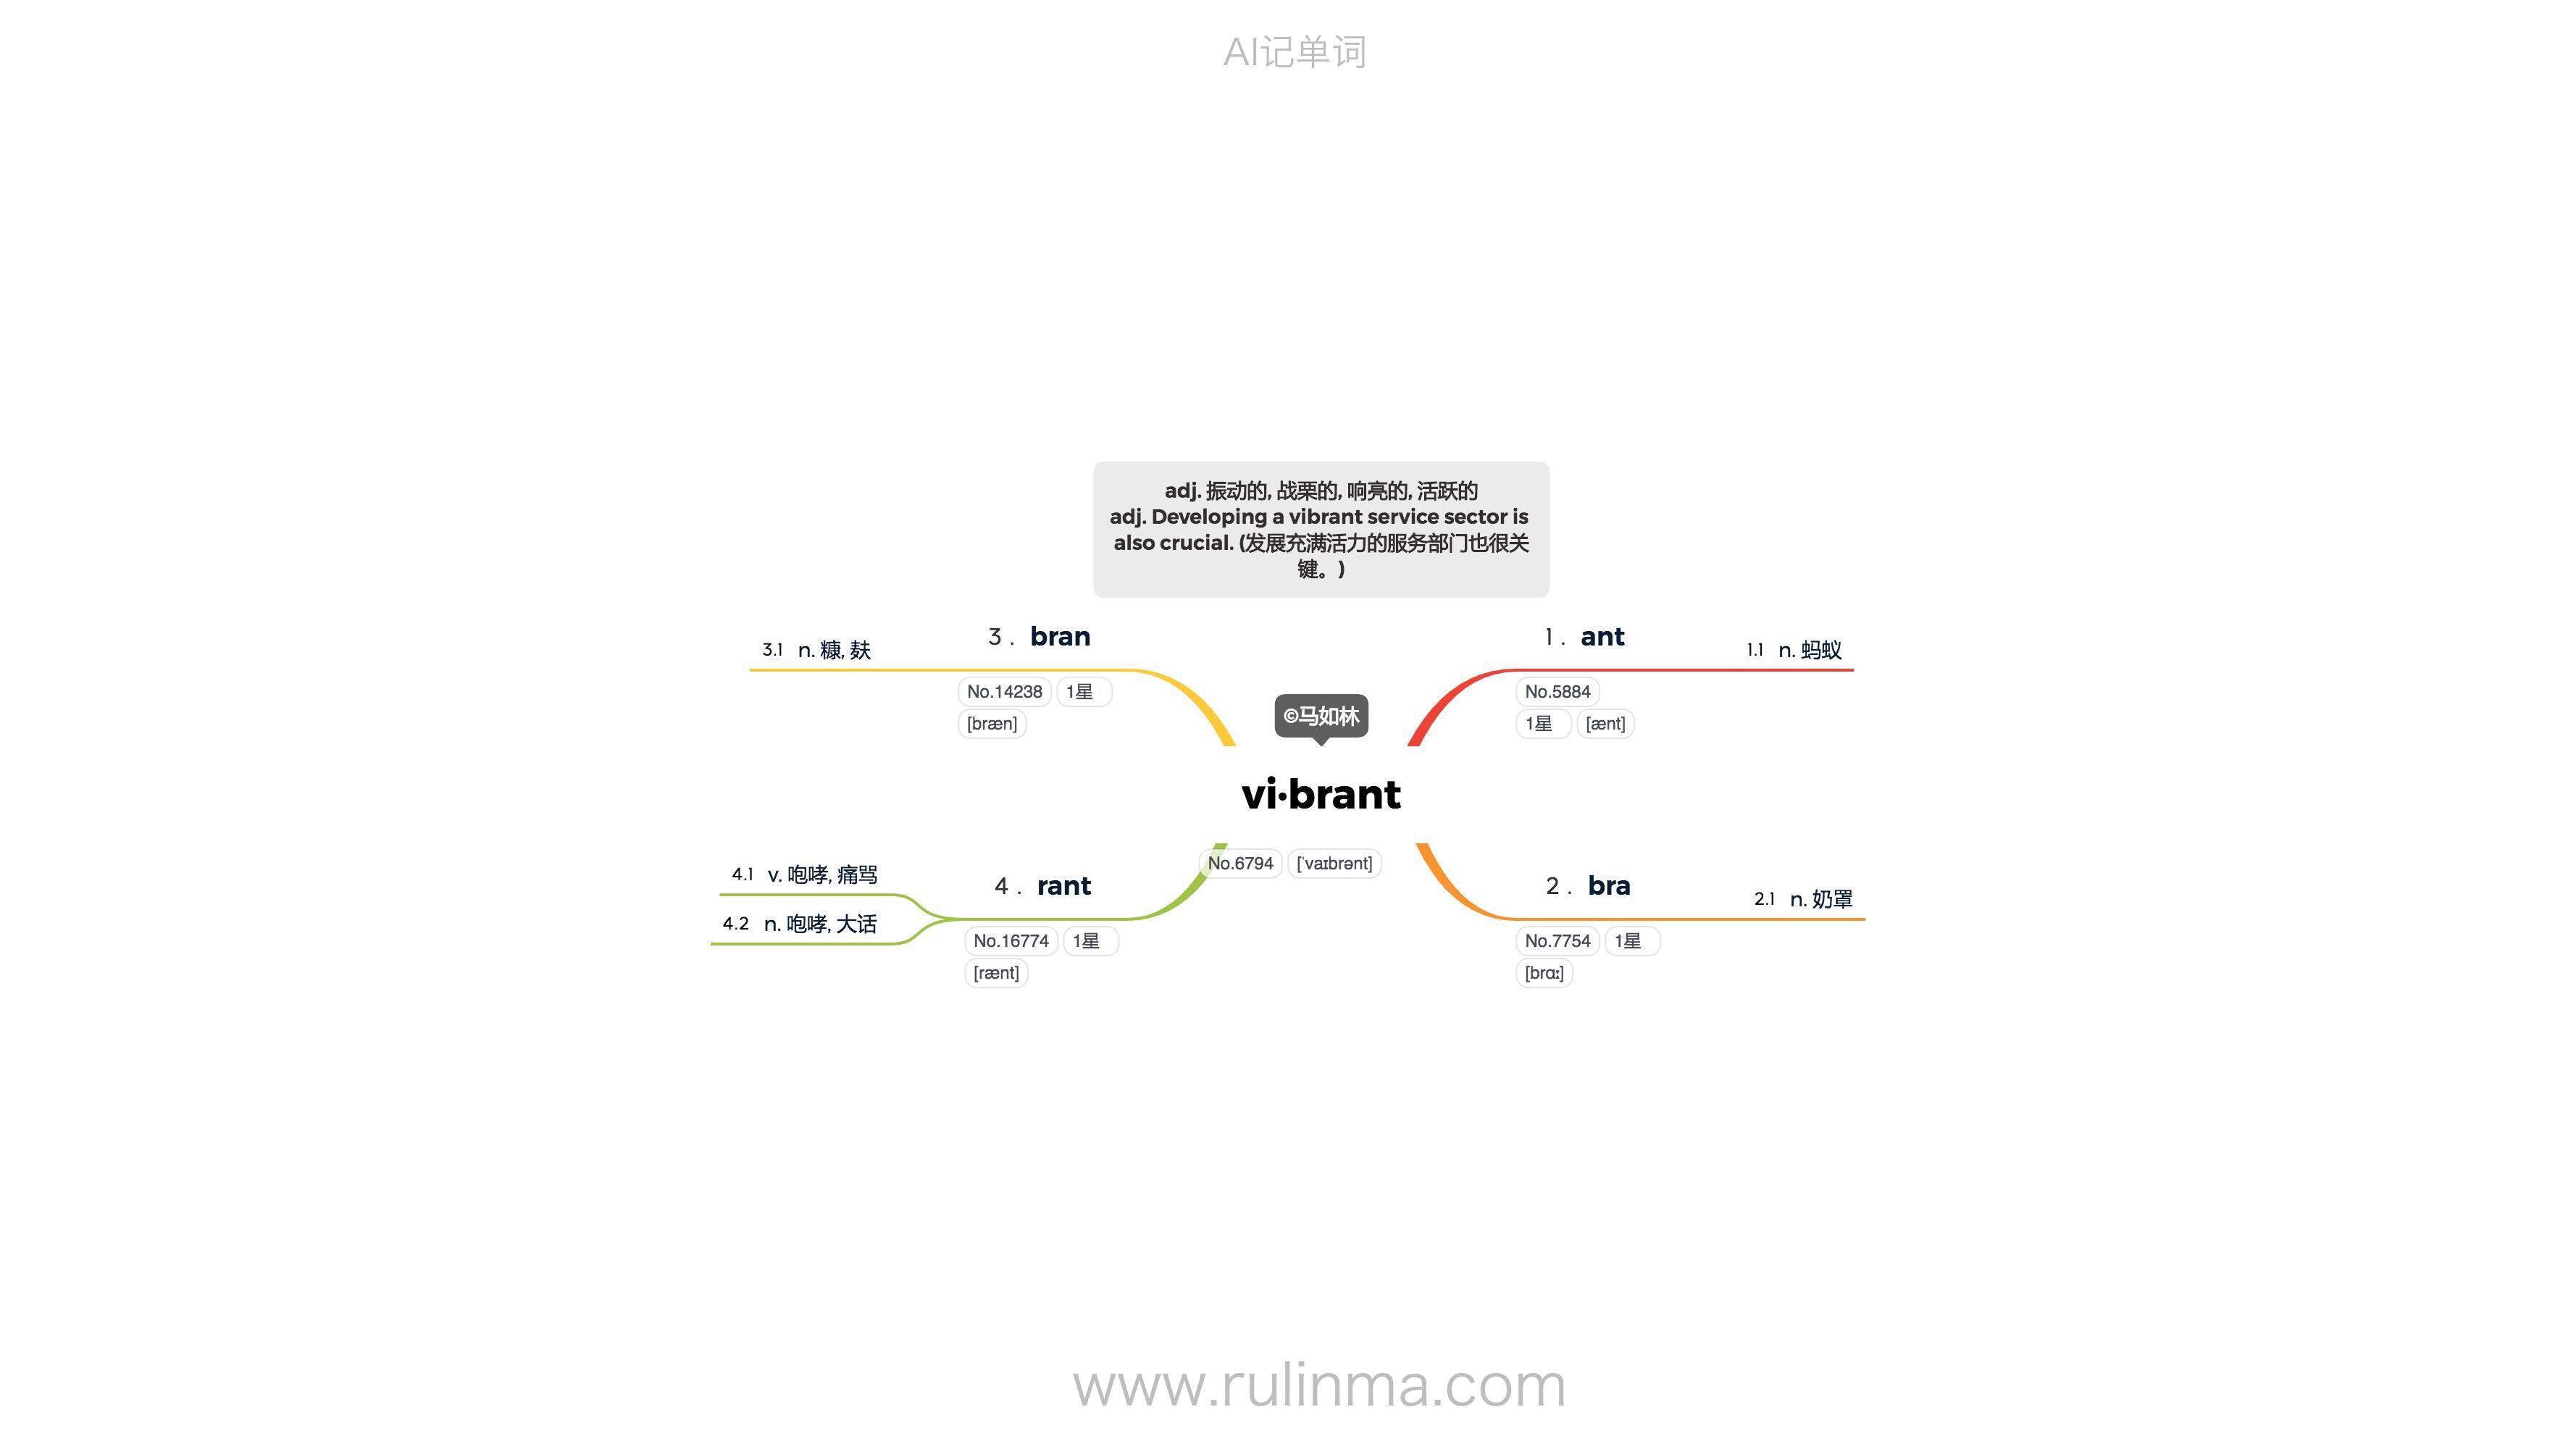 AI记单词
adj. 振动的, 战栗的, 响亮的, 活跃的
adj. Developing a vibrant service sector is
also crucial. (发展充满活力的服务部门也很关
键。)
3 . bran
3.1 n. 糠, 麸
No.14238 1星
[bræn]
1 . ant
1.1 n. 蚂蚁
No.5884
1星 [ænt]
©马如林
vi·brant
No.6794 [ˈvaɪbrənt]
4 . rant
4.1 v. 咆哮, 痛骂
4.2 n. 咆哮, 大话
No.16774 1星
[rænt]
2 . bra
2.1 n. 奶罩
No.7754 1星
[brɑː]
www.rulinma.com